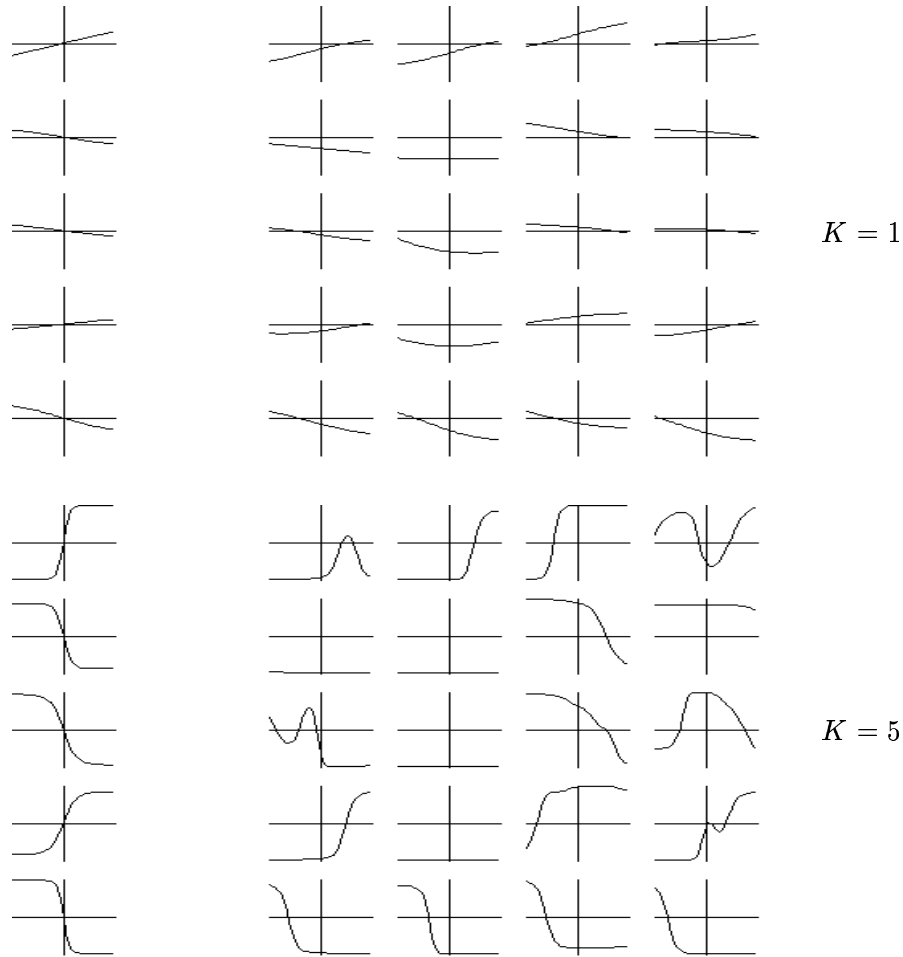 K = 1
K = 5